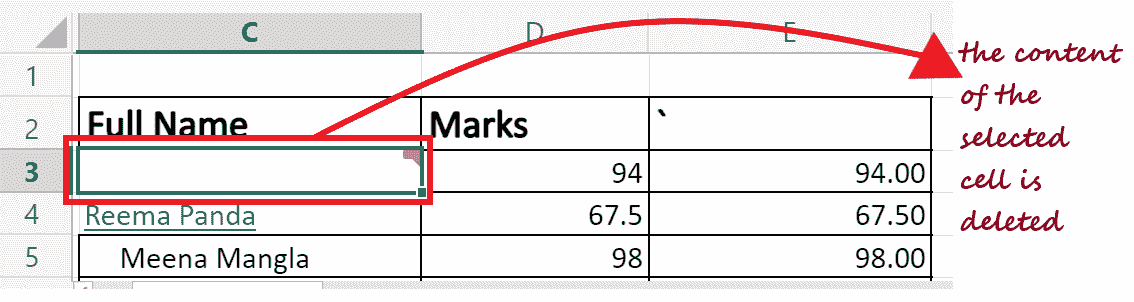 C D E
1
2 Full Name Marks `
3 94 94.00
4 Reema Panda 67.5 67.50
5 Meena Mangla 98 98.00
the content
of the
selected
cell is
deleted